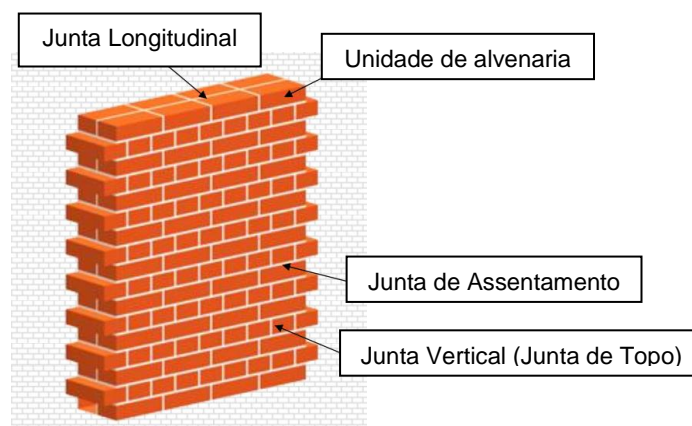 Junta Longitudinal
Unidade de alvenaria
Junta de Assentamento
Junta Vertical (Junta de Topo)